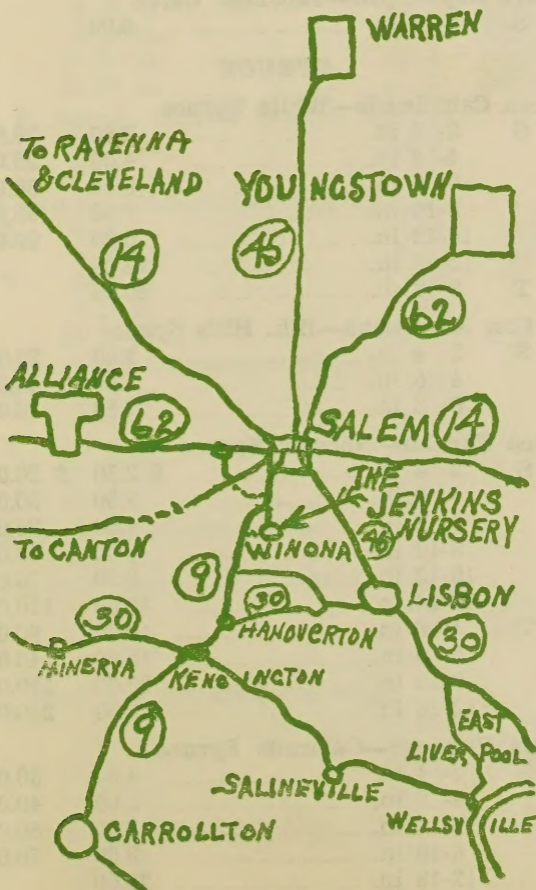 WARREN
To RAVENNA
& CLEVELAND
YOUNGSTOWN
14
45
62
ALLIANCE
62
SALEM 14
THE
JENKINS
NURSERY
To CANTON
WINONA
45
9
30
LISBON
HANOVERTON
30
30
MINERVA
KENSINGTON
9
EAST
LIVERPOOL
SALINEVILLE
WELLSVILLE
CARROLLTON